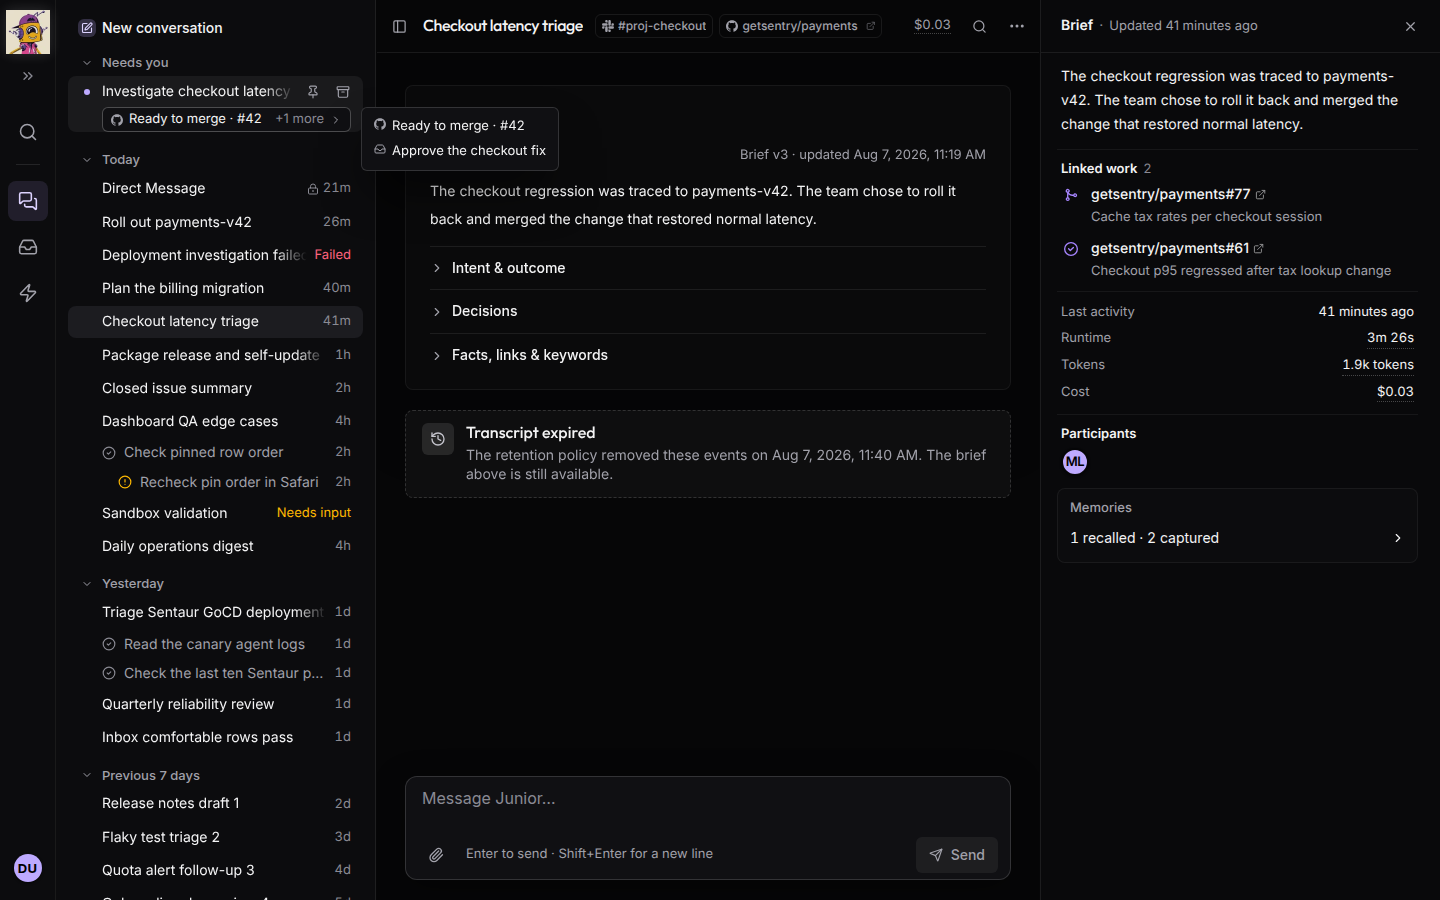 New conversation
Needs you
Investigate checkout latency
Ready to merge · #42 +1 more
Today
Direct Message 21m
Roll out payments-v42 26m
Deployment investigation failed Failed
Plan the billing migration 40m
Checkout latency triage 41m
Package release and self-update 1h
Closed issue summary 2h
Dashboard QA edge cases 4h
Check pinned row order 2h
Recheck pin order in Safari 2h
Sandbox validation Needs input
Daily operations digest 4h
Yesterday
Triage Sentaur GoCD deployment 1d
Read the canary agent logs 1d
Check the last ten Sentaur p... 1d
Quarterly reliability review 1d
Inbox comfortable rows pass 1d
Previous 7 days
Release notes draft 1 2d
Flaky test triage 2 3d
Quota alert follow-up 3 4d
DU
Checkout latency triage #proj-checkout getsentry/payments $0.03
Ready to merge · #42
Approve the checkout fix
Brief v3 · updated Aug 7, 2026, 11:19 AM
The checkout regression was traced to payments-v42. The team chose to roll it
back and merged the change that restored normal latency.
Intent & outcome
Decisions
Facts, links & keywords
Transcript expired
The retention policy removed these events on Aug 7, 2026, 11:40 AM. The brief
above is still available.
Message Junior...
Enter to send · Shift+Enter for a new line
Send
Brief · Updated 41 minutes ago
The checkout regression was traced to payments-
v42. The team chose to roll it back and merged the
change that restored normal latency.
Linked work 2
getsentry/payments#77
Cache tax rates per checkout session
getsentry/payments#61
Checkout p95 regressed after tax lookup change
Last activity 41 minutes ago
Runtime 3m 26s
Tokens 1.9k tokens
Cost $0.03
Participants
ML
Memories
1 recalled · 2 captured